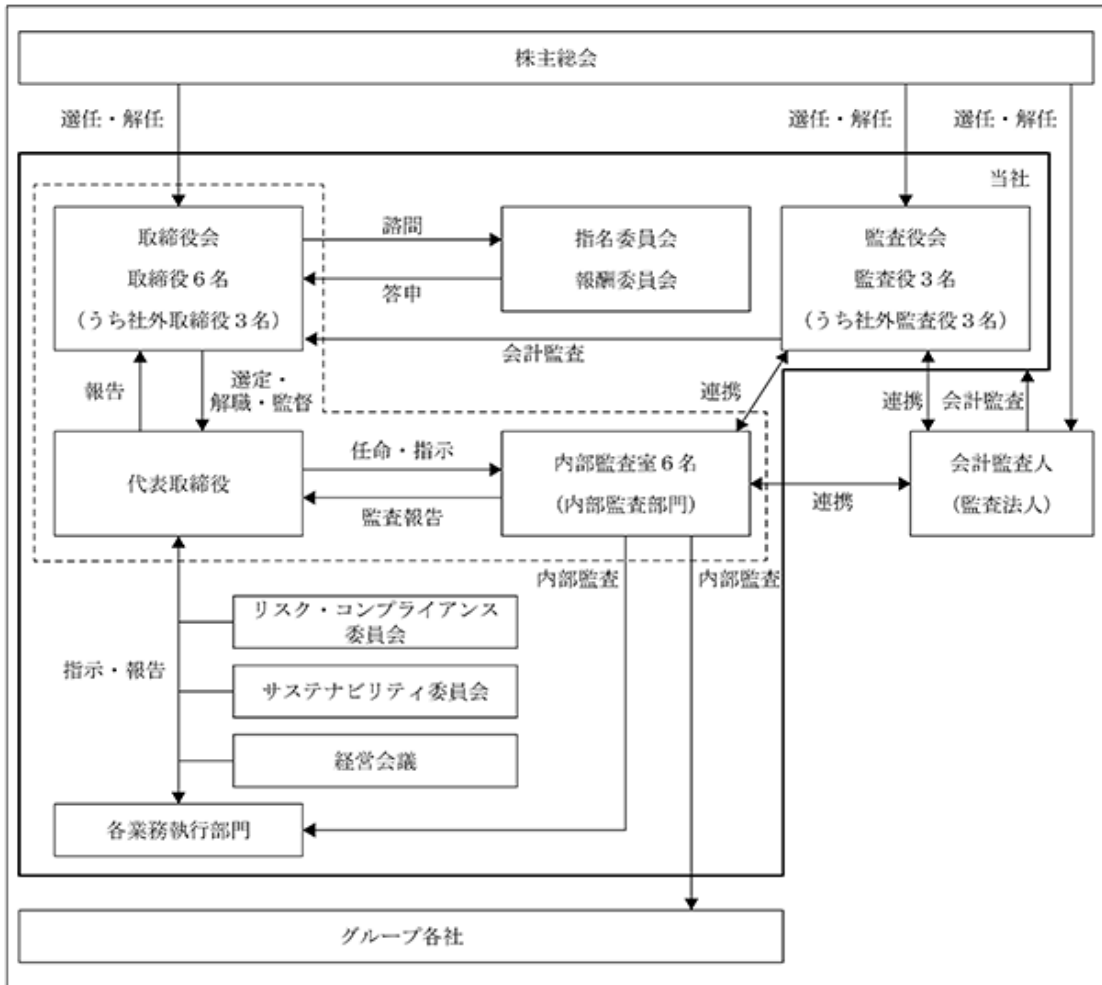 株主総会
選任・解任
選任・解任
選任・解任
当社
取締役会
取締役6名
(うち社外取締役3名)
諮問
答申
指名委員会
報酬委員会
監査役会
監査役3名
(うち社外監査役3名)
会計監査
報告
選定・
解職・監督
連携
連携
会計監査
代表取締役
任命・指示
監査報告
内部監査室6名
(内部監査部門)
連携
会計監査人
(監査法人)
内部監査
内部監査
指示・報告
リスク・コンプライアンス
委員会
サステナビリティ委員会
経営会議
各業務執行部門
グループ各社